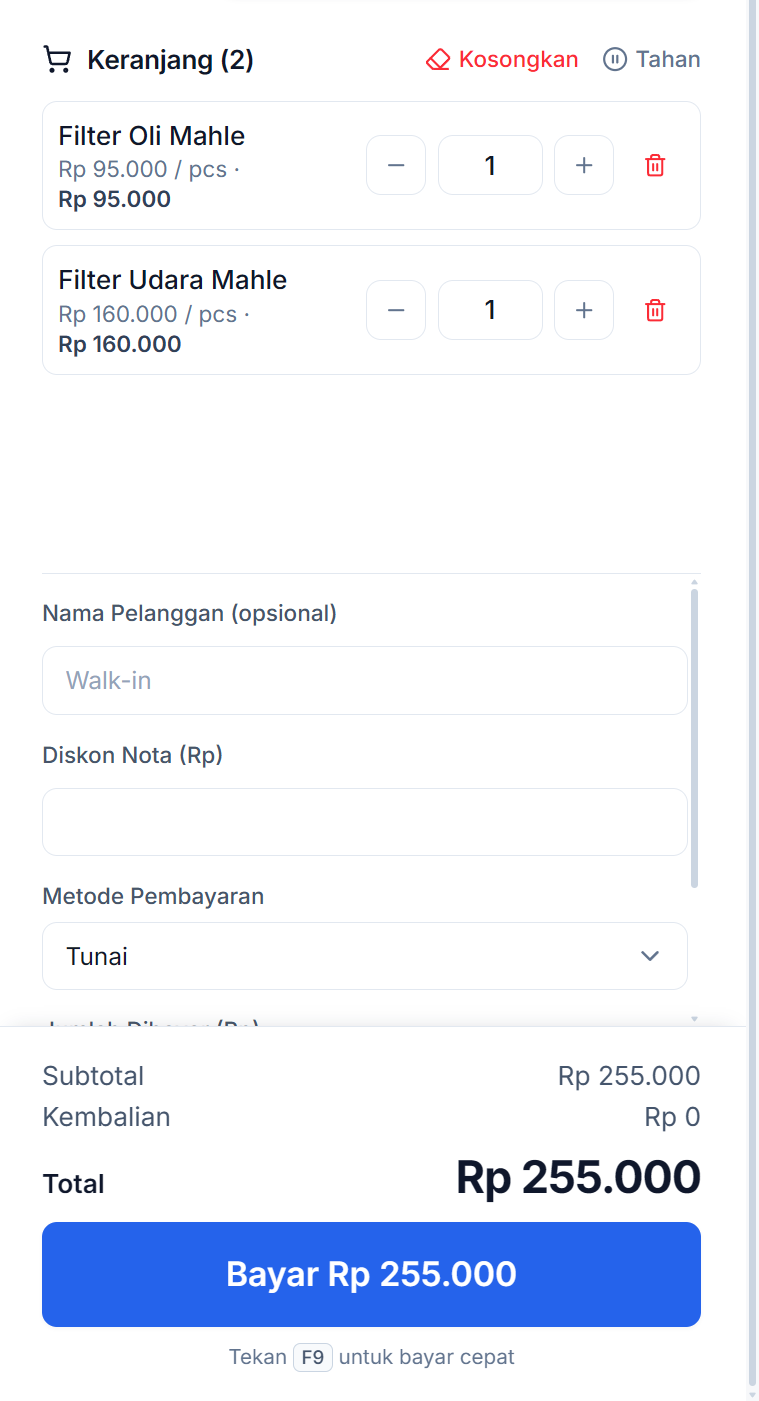 Keranjang (2) Kosongkan Tahan
Filter Oli Mahle
Rp 95.000 / pcs ·
Rp 95.000
1
Filter Udara Mahle
Rp 160.000 / pcs ·
Rp 160.000
1
Nama Pelanggan (opsional)
Walk-in
Diskon Nota (Rp)
Metode Pembayaran
Tunai
Subtotal Rp 255.000
Kembalian Rp 0
Total Rp 255.000
Bayar Rp 255.000
Tekan F9 untuk bayar cepat